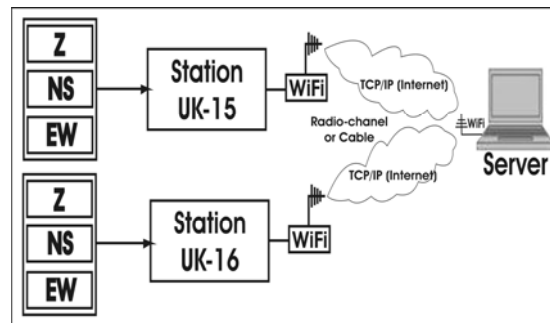 Z
NS
EW
Station
UK-15
WiFi
TCP/IP (Internet)
Radio-chanel
or Cable
WiFi
Server
Z
NS
EW
Station
UK-16
WiFi
TCP/IP (Internet)